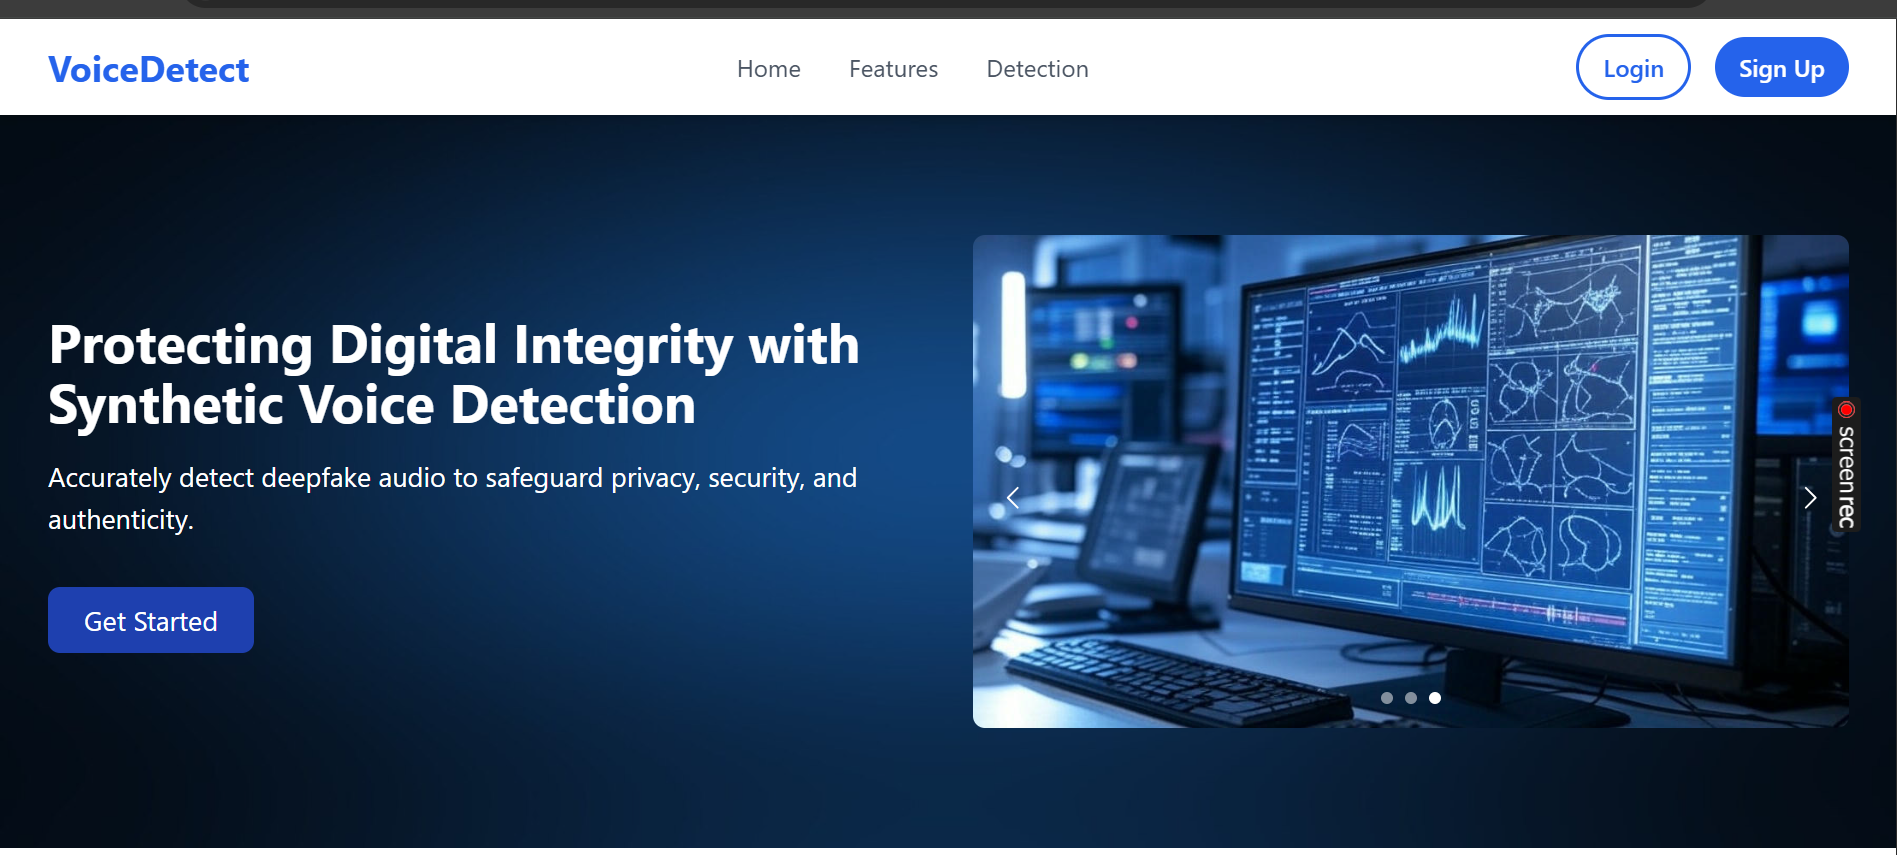 VoiceDetect
Home
Features
Detection
Login
Sign Up
Protecting Digital Integrity with
Synthetic Voice Detection
Accurately detect deepfake audio to safeguard privacy, security, and
authenticity.
Get Started
screenrec